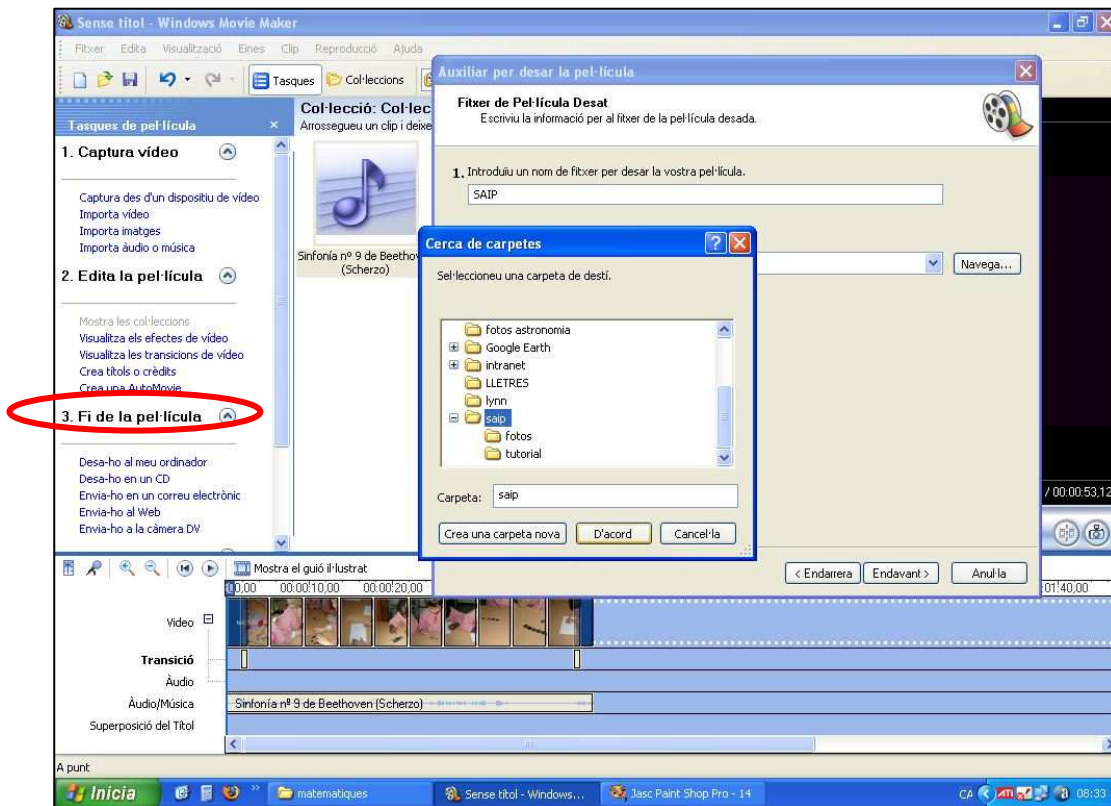 Sense títol - Windows Movie Maker
Fitxer Edita Visualització Eines Clip Reproducció Ajuda
Tasques Col·leccions
Tasques de pel·lícula
1. Captura vídeo
Captura des d'un dispositiu de vídeo
Importa vídeo
Importa imatges
Importa àudio o música
2. Edita la pel·lícula
Mostra les col·leccions
Visualitza els efectes de vídeo
Visualitza les transicions de vídeo
Crea títols o crèdits
Crea una AutoMovie
3. Fi de la pel·lícula
Desa-ho al meu ordinador
Desa-ho en un CD
Envia-ho en un correu electrònic
Envia-ho al Web
Envia-ho a la càmera DV
Col·lecció: Col·lec
Arrossegueu un clip i deixe
Sinfonía nº 9 de Beethov
(Scherzo)
Auxiliar per desar la pel·lícula
Fitxer de Pel·lícula Desat
Escriviu la informació per al fitxer de la pel·lícula desada.
1. Introduïu un nom de fitxer per desar la vostra pel·lícula.
SAIP
Navega...
Cerca de carpetes
Sel·leccioneu una carpeta de destí.
fotos astronomia
Google Earth
intranet
LLETRES
lynn
saip
fotos
tutorial
Carpeta: saip
Crea una carpeta nova D'acord Cancel·la
< Endarrera Endavant > Anul·la
/ 00:00:53,12
Mostra el guió il·lustrat
00,00 00:00:10,00 00:00:20,00 :01:40,00
Vídeo
Transició
Àudio
Àudio/Música
Sinfonía nº 9 de Beethoven (Scherzo)
Superposició del Títol
A punt
Inicia matematiques Sense títol - Windows... Jasc Paint Shop Pro - 14 CA 08:33